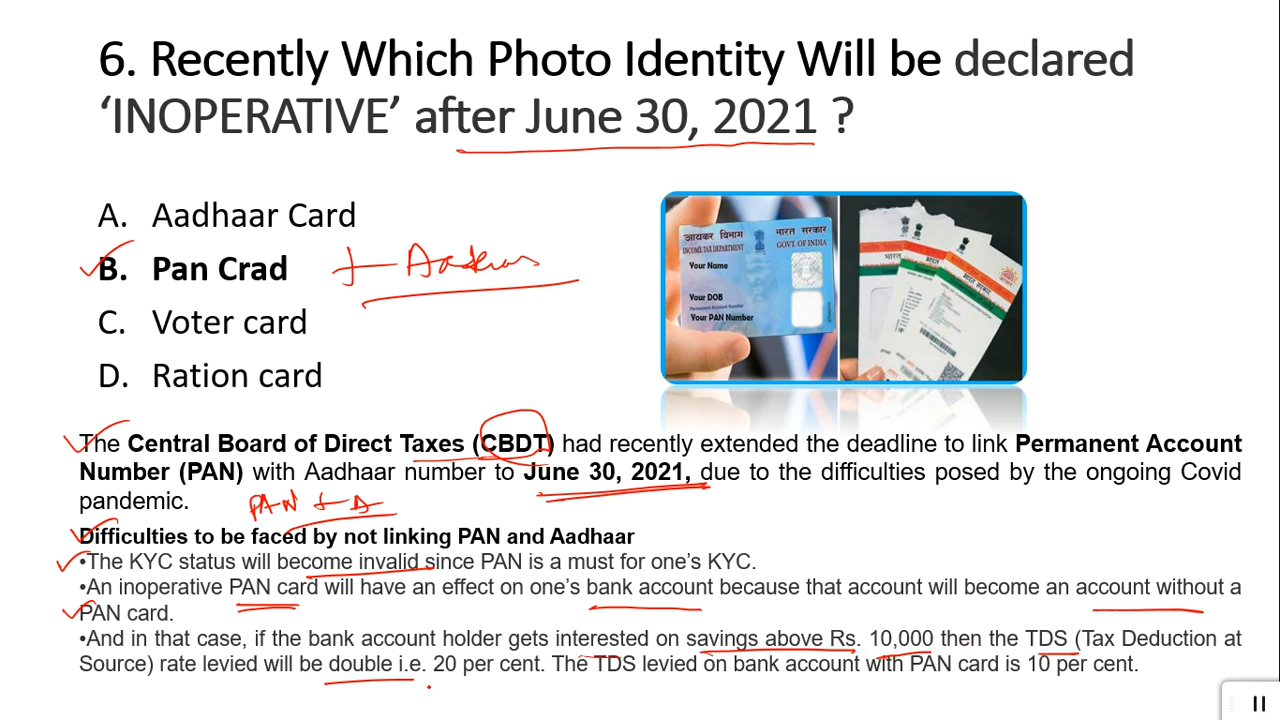 6. Recently Which Photo Identity Will be declared
‘INOPERATIVE’ after June 30, 2021 ?
A. Aadhaar Card
B. Pan Crad + Aadhaar
C. Voter card
D. Ration card
आयकर विभाग
INCOME TAX DEPARTMENT
भारत सरकार
GOVT. OF INDIA
Your Name
Your DOB
Permanent Account Number
Your PAN Number
The Central Board of Direct Taxes (CBDT) had recently extended the deadline to link Permanent Account
Number (PAN) with Aadhaar number to June 30, 2021, due to the difficulties posed by the ongoing Covid
pandemic.
PAN + A
Difficulties to be faced by not linking PAN and Aadhaar
•The KYC status will become invalid since PAN is a must for one’s KYC.
•An inoperative PAN card will have an effect on one’s bank account because that account will become an account without a
PAN card.
•And in that case, if the bank account holder gets interested on savings above Rs. 10,000 then the TDS (Tax Deduction at
Source) rate levied will be double i.e. 20 per cent. The TDS levied on bank account with PAN card is 10 per cent.